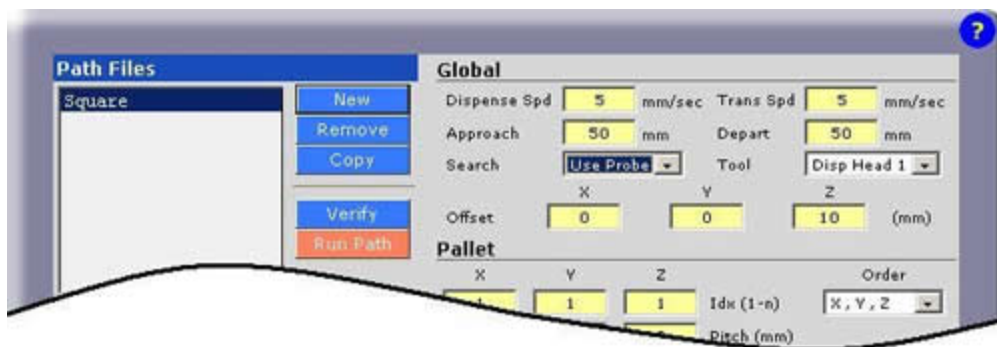 ?
Path Files
Square
New
Remove
Copy
Verify
Run Path
Global
Dispense Spd 5 mm/sec Trans Spd 5 mm/sec
Approach 50 mm Depart 50 mm
Search Use Probe Tool Disp Head 1
X Y Z
Offset 0 0 10 (mm)
Pallet
X Y Z Order
1 1 1 Idx (1-n) X,Y,Z
Pitch (mm)